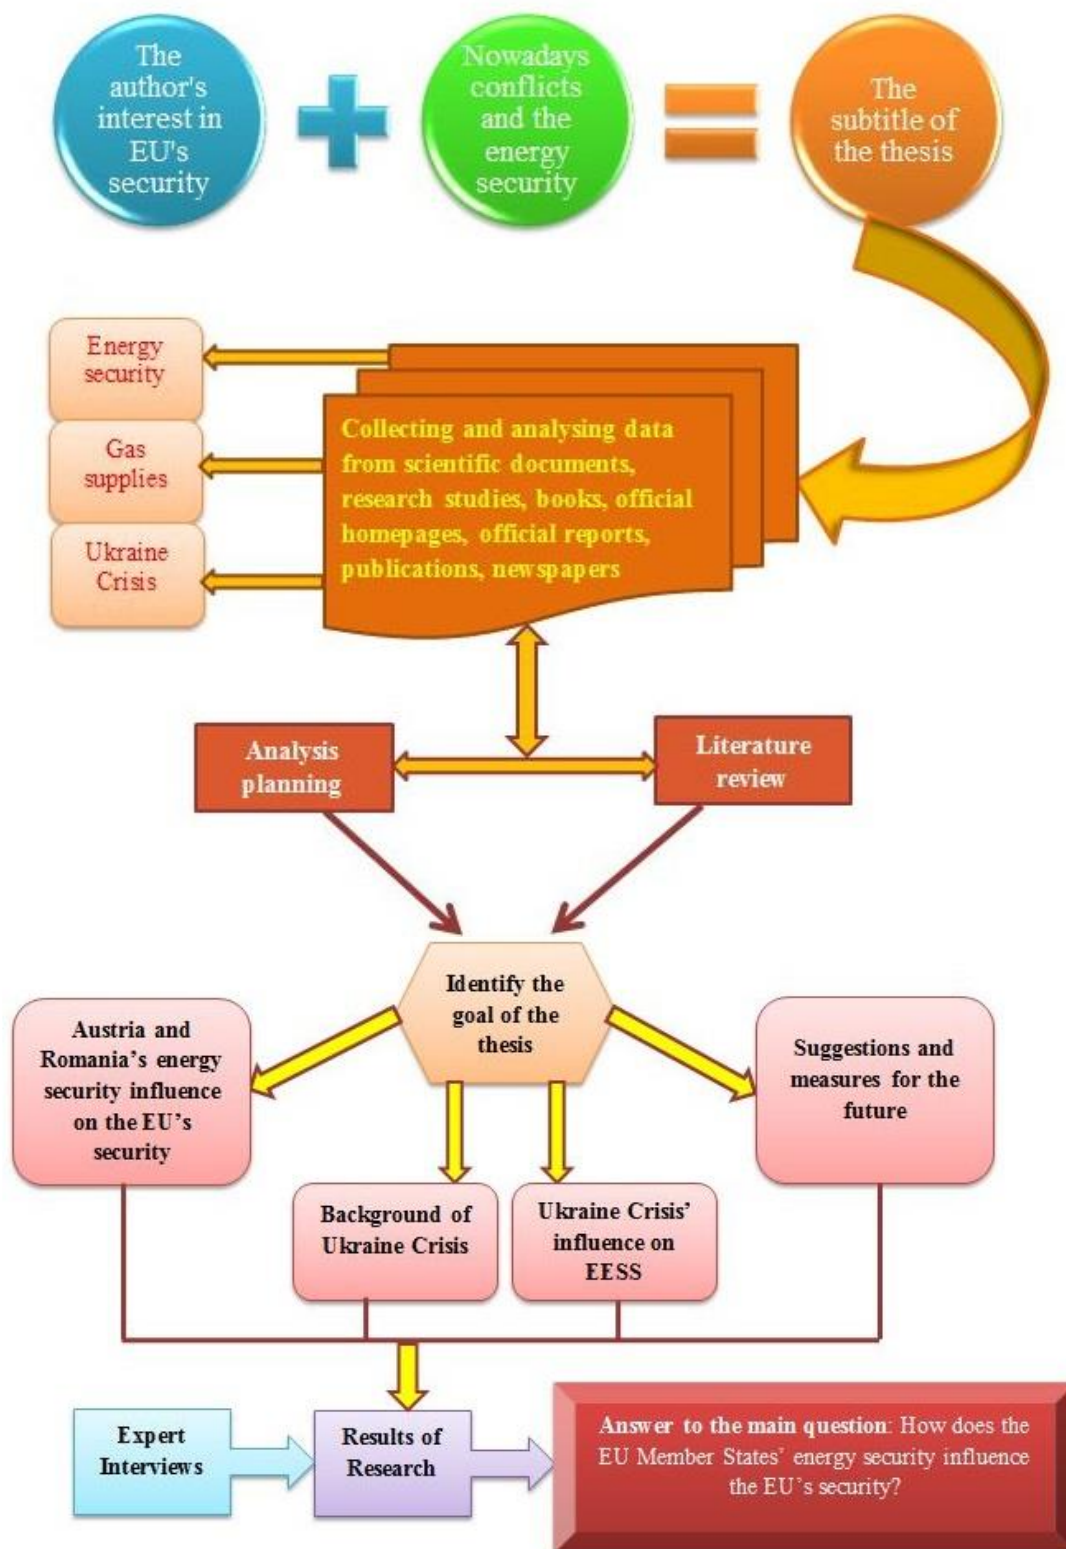 The
author's
interest in
EU's
security
Nowadays
conflicts
and the
energy
security
The
subtitle of
the thesis
Energy
security
Gas
supplies
Ukraine
Crisis
Collecting and analysing data
from scientific documents,
research studies, books, official
homepages, official reports,
publications, newspapers
Analysis
planning
Literature
review
Identify the
goal of the
thesis
Austria and
Romania’s energy
security influence
on the EU’s
security
Background of
Ukraine Crisis
Ukraine Crisis’
influence on
EESS
Suggestions and
measures for the
future
Expert
Interviews
Results of
Research
Answer to the main question: How does the
EU Member States’ energy security influence
the EU’s security?